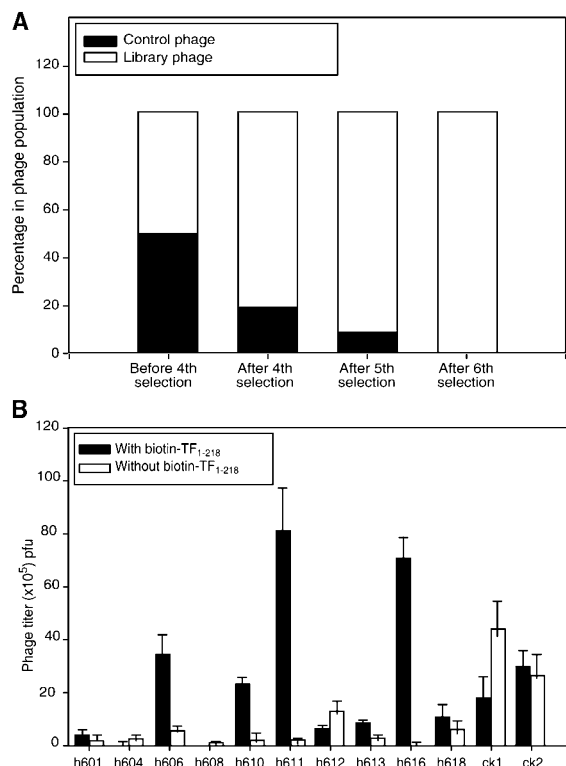 A
Control phage
Library phage
Percentage in phage population
120
100
80
60
40
20
0
Before 4th selection
After 4th selection
After 5th selection
After 6th selection
B
With biotin-TF1-218
Without biotin-TF1-218
Phage titer (x10^5) pfu
120
100
80
60
40
20
0
h601 h604 h606 h608 h610 h611 h612 h613 h616 h618 ck1 ck2